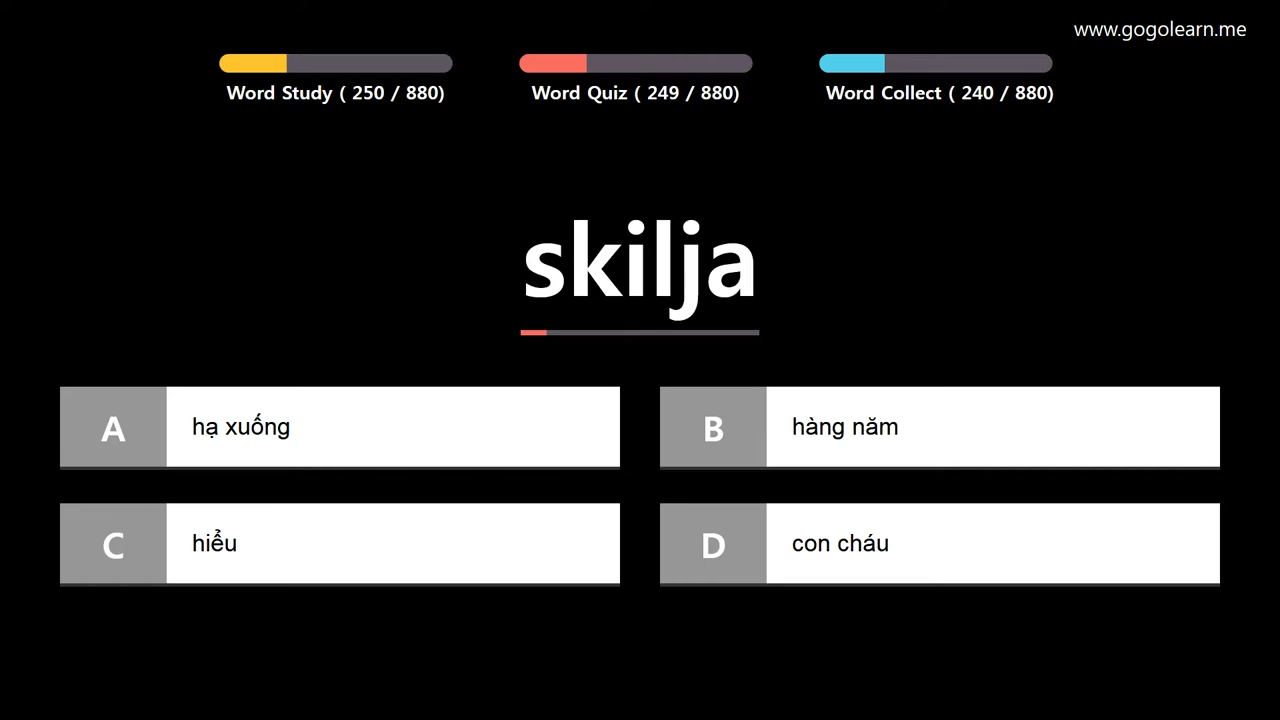 www.gogolearn.me
Word Study ( 250 / 880)
Word Quiz ( 249 / 880)
Word Collect ( 240 / 880)
skilja
A
hạ xuống
B
hàng năm
C
hiểu
D
con cháu